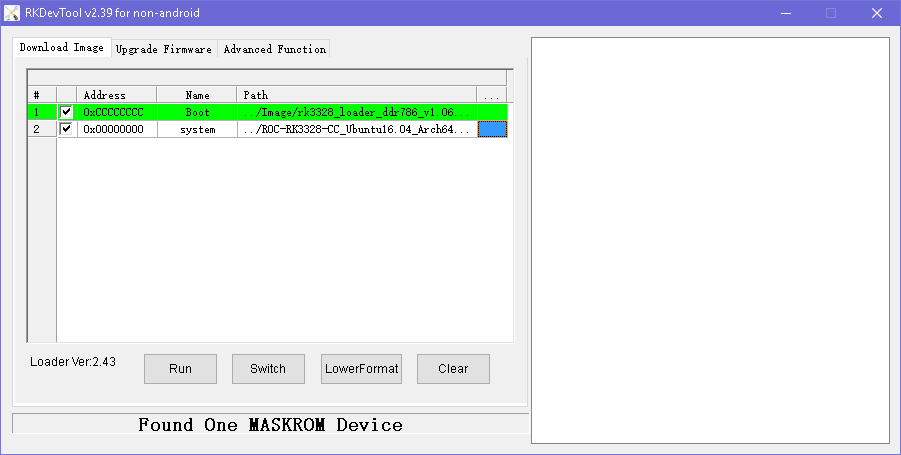 RKDevTool v2.39 for non-android
Download Image Upgrade Firmware Advanced Function
# Address Name Path ...
1 0xCCCCCCCC Boot ../Image/rk3328_loader_ddr786_v1.06...
2 0x00000000 system ../ROC-RK3328-CC_Ubuntu16.04_Arch64...
Loader Ver:2.43 Run Switch LowerFormat Clear
Found One MASKROM Device